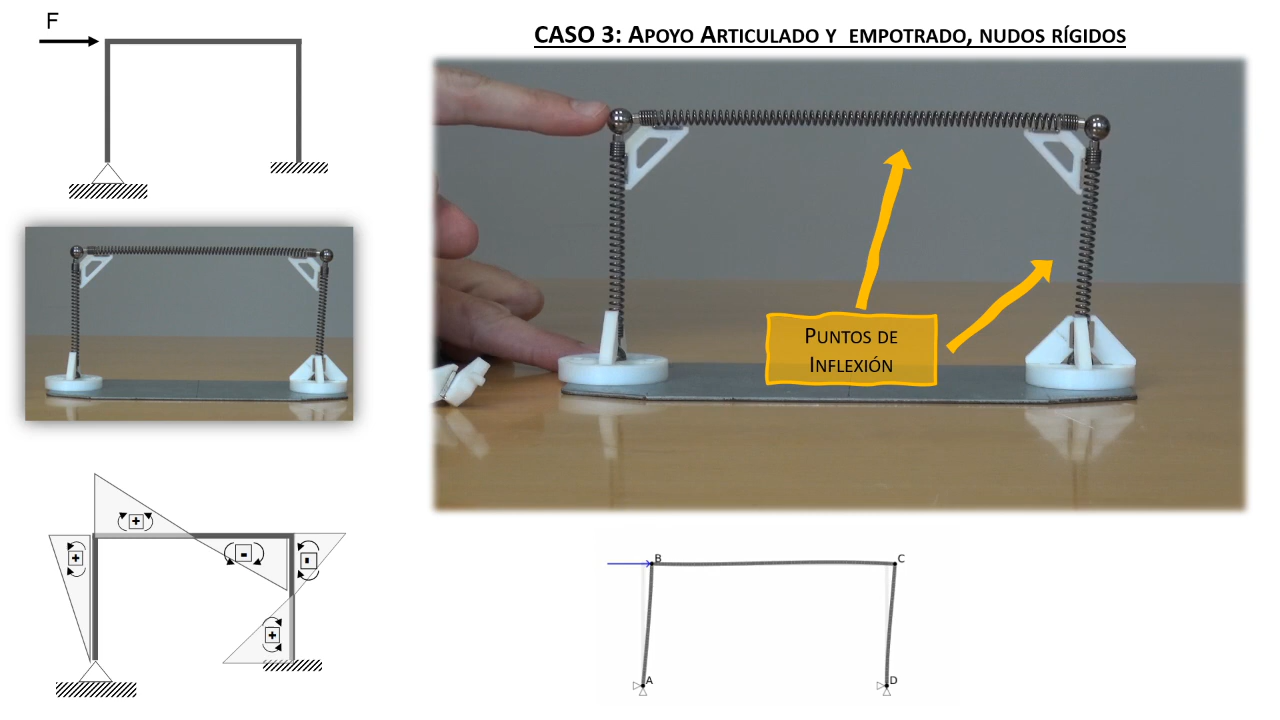 F
CASO 3: APOYO ARTICULADO Y EMPOTRADO, NUDOS RÍGIDOS
PUNTOS DE
INFLEXIÓN
+
-
-
+
+
B
C
A
D